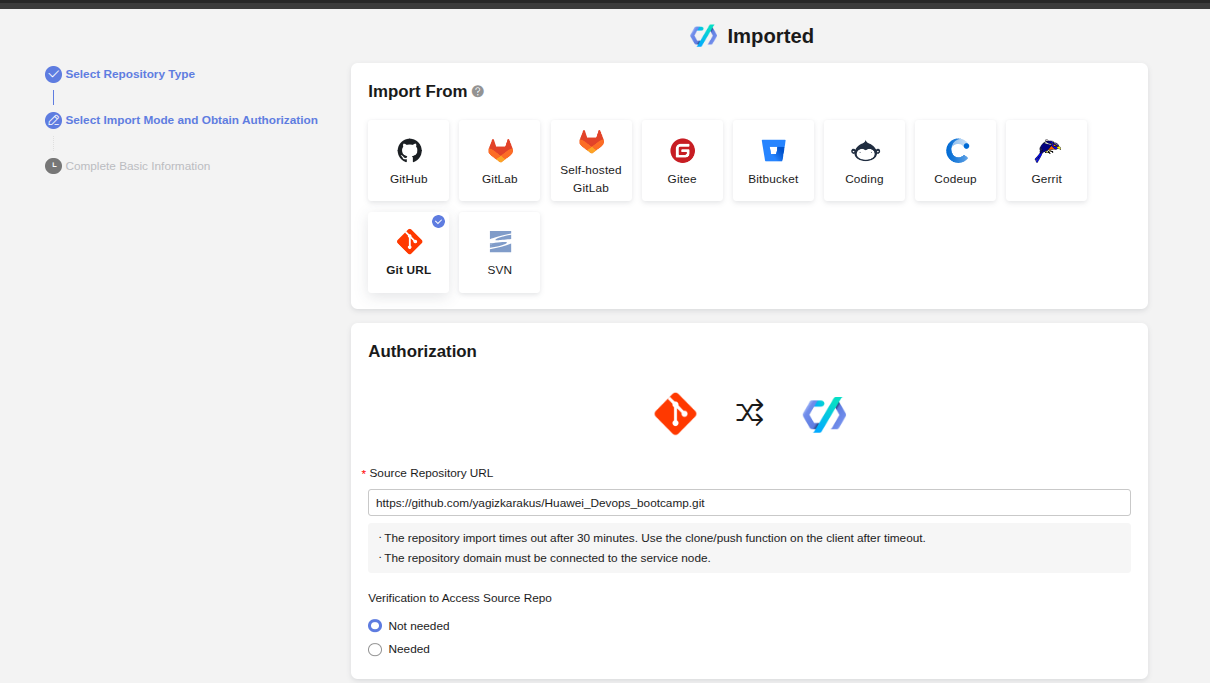 Imported
Select Repository Type
Select Import Mode and Obtain Authorization
Complete Basic Information
Import From ?
GitHub
GitLab
Self-hosted
GitLab
Gitee
Bitbucket
Coding
Codeup
Gerrit
Git URL
SVN
Authorization
* Source Repository URL
https://github.com/yagizkarakus/Huawei_Devops_bootcamp.git
· The repository import times out after 30 minutes. Use the clone/push function on the client after timeout.
· The repository domain must be connected to the service node.
Verification to Access Source Repo
Not needed
Needed